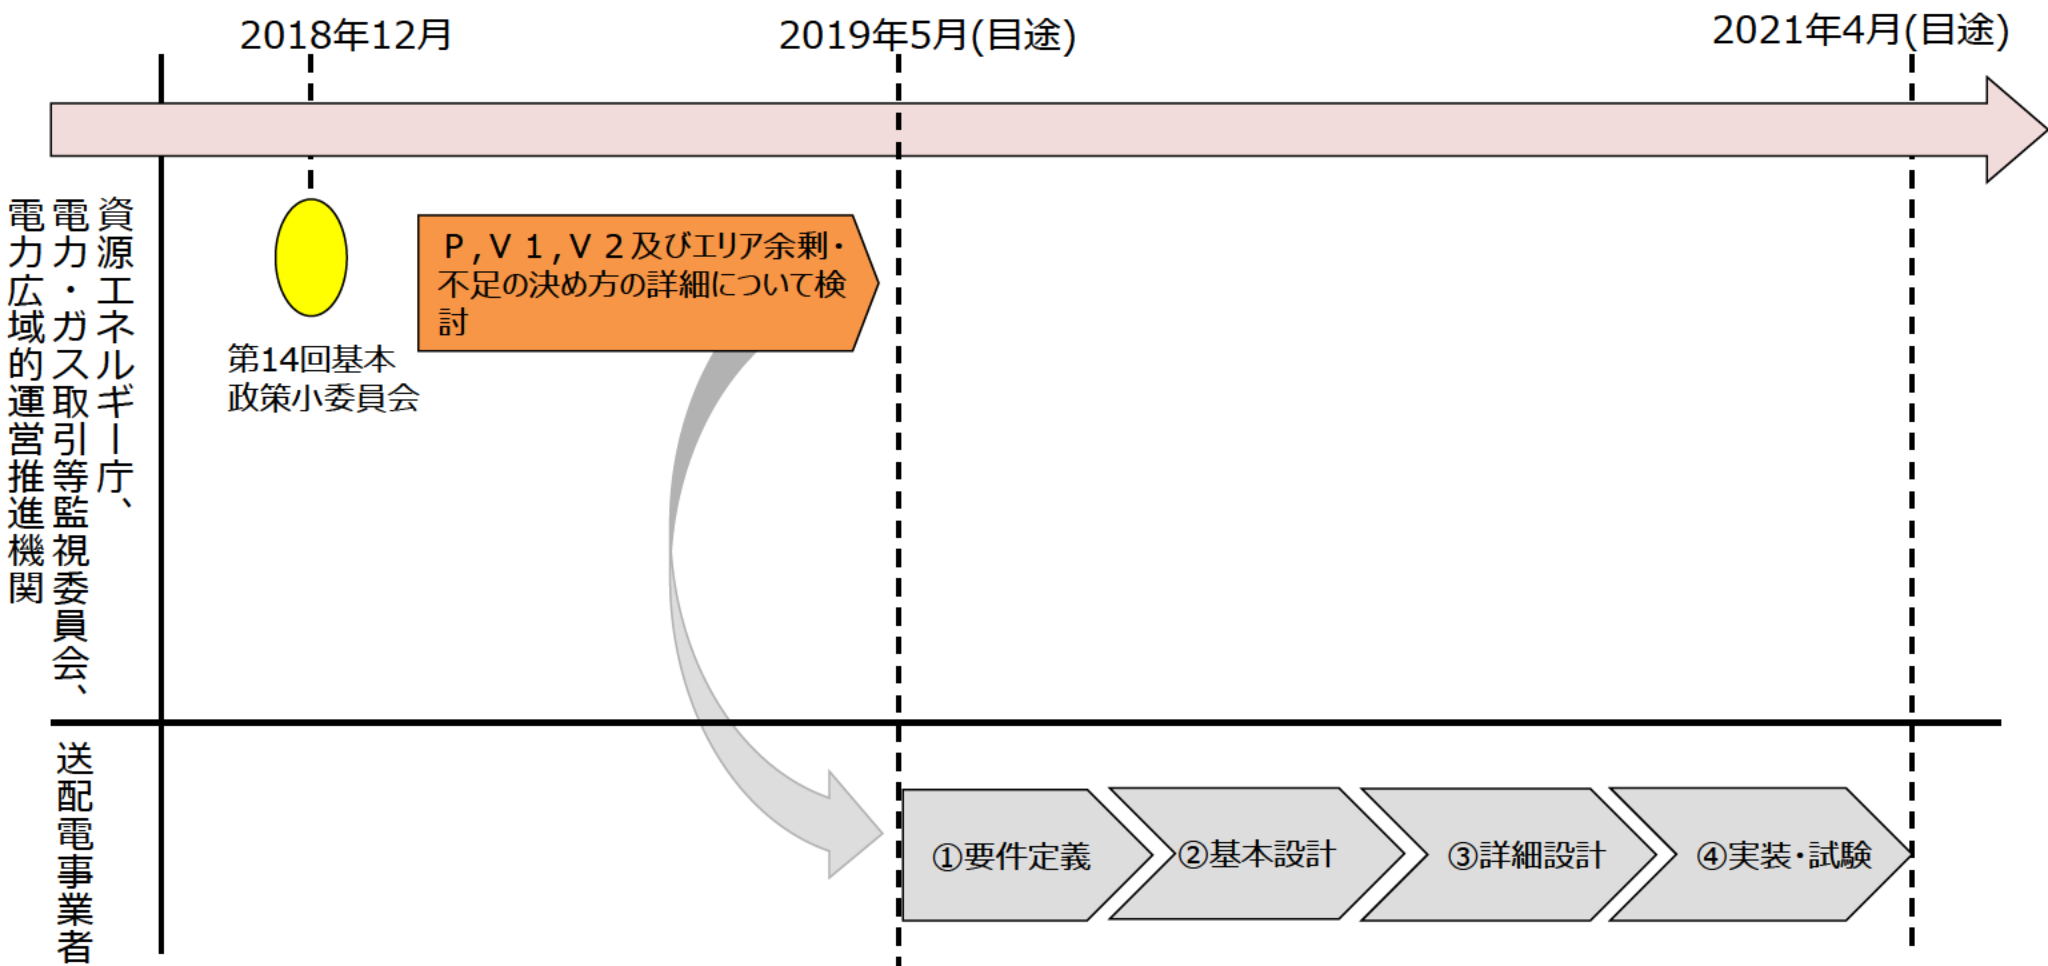 2018年12月
2019年5月(目途)
2021年4月(目途)
資源エネルギー庁、
電力・ガス取引等監視委員会、
電力広域的運営推進機関
第14回基本
政策小委員会
P,V1,V2及びエリア余剰・
不足の決め方の詳細について検
討
送配電事業者
①要件定義
②基本設計
③詳細設計
④実装・試験